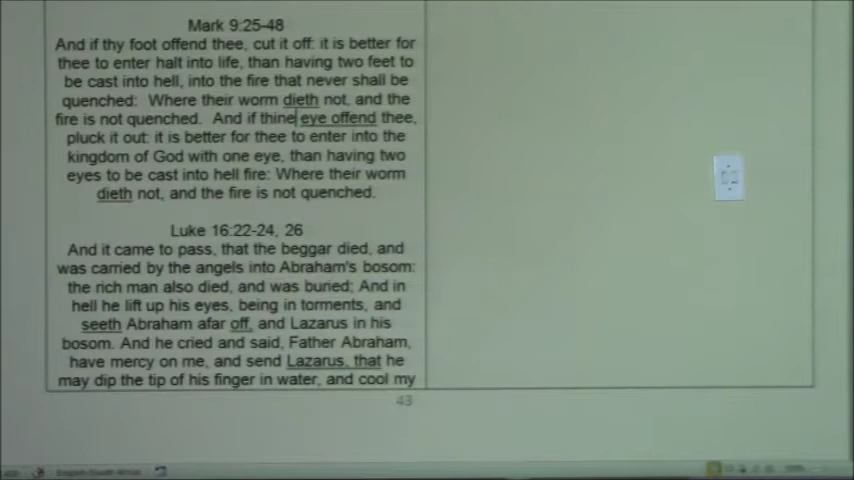 Mark 9:25-48
And if thy foot offend thee, cut it off: it is better for
thee to enter halt into life, than having two feet to
be cast into hell, into the fire that never shall be
quenched: Where their worm dieth not, and the
fire is not quenched. And if thine eye offend thee,
pluck it out: it is better for thee to enter into the
kingdom of God with one eye, than having two
eyes to be cast into hell fire: Where their worm
dieth not, and the fire is not quenched.
Luke 16:22-24, 26
And it came to pass, that the beggar died, and
was carried by the angels into Abraham's bosom:
the rich man also died, and was buried; And in
hell he lift up his eyes, being in torments, and
seeth Abraham afar off, and Lazarus in his
bosom. And he cried and said, Father Abraham,
have mercy on me, and send Lazarus, that he
may dip the tip of his finger in water, and cool my
43
English (South Africa)